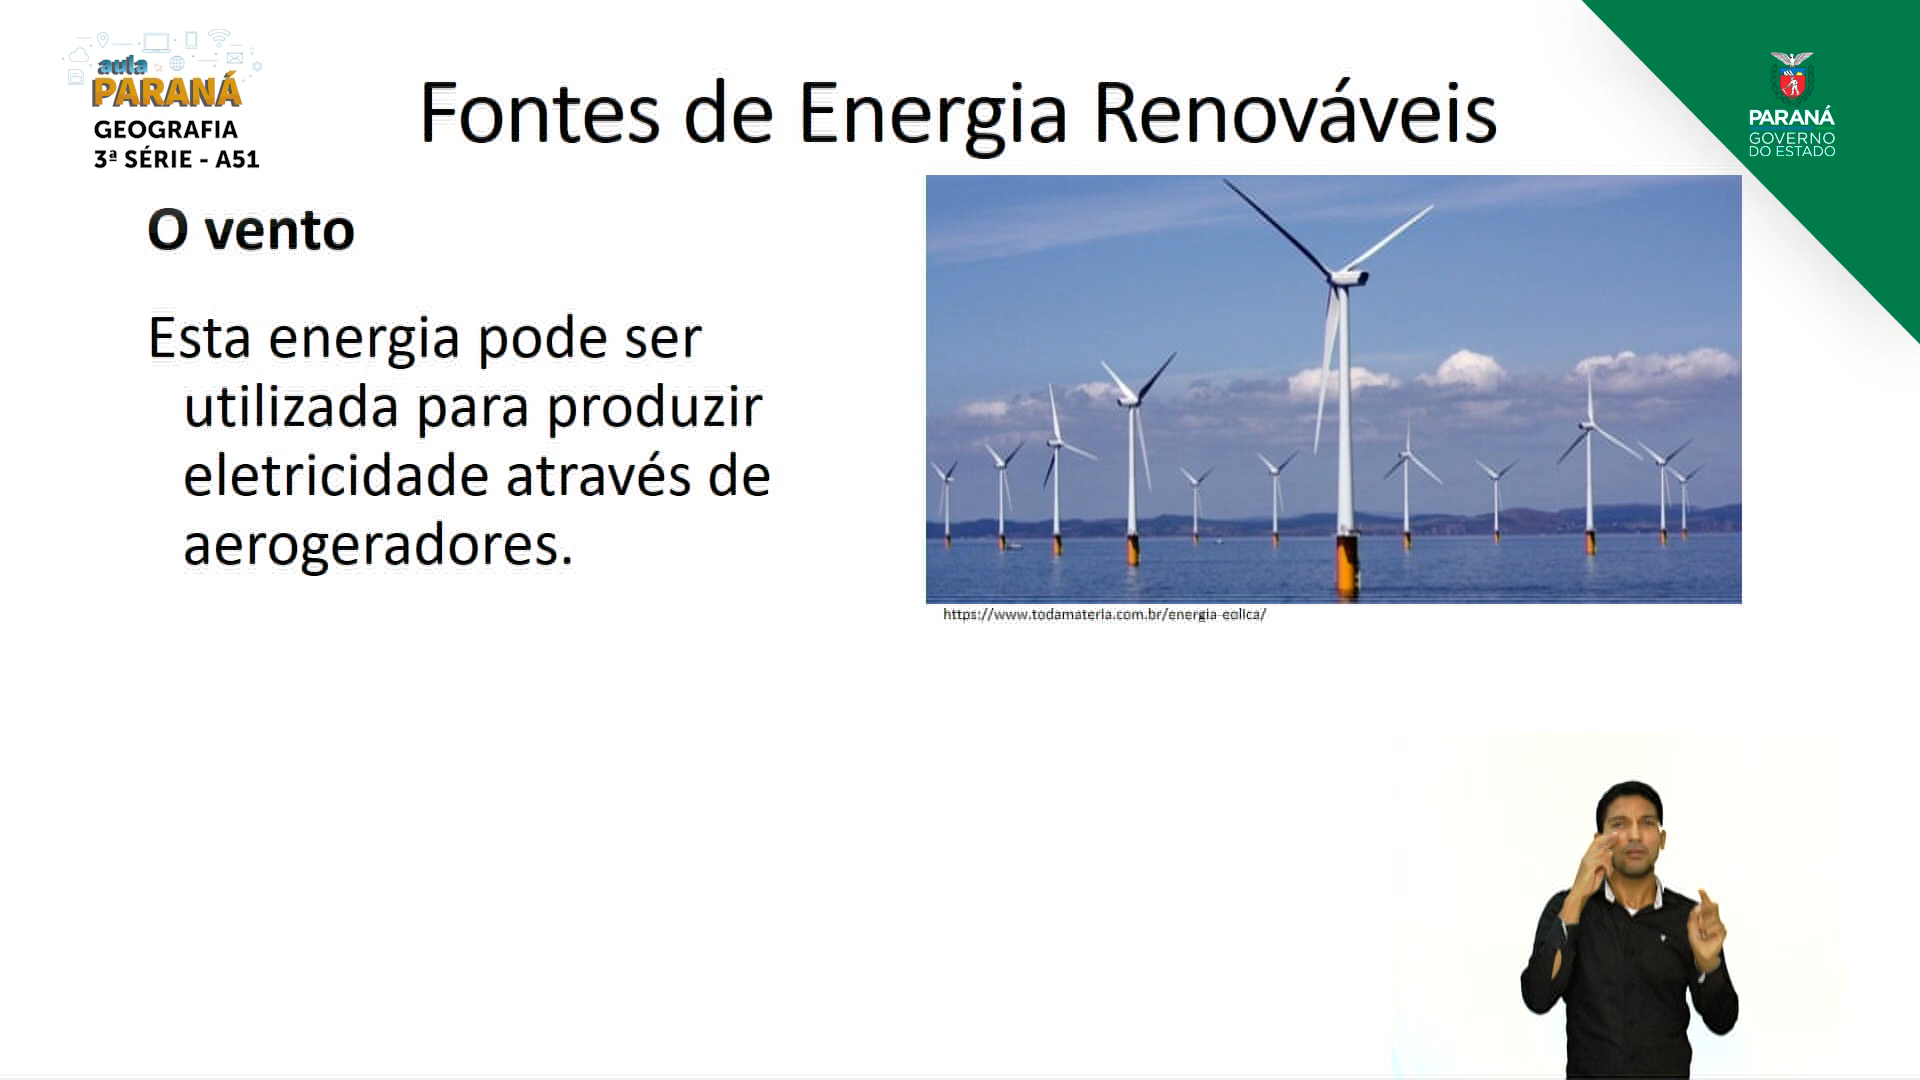 aula
PARANÁ
GEOGRAFIA
3ª SÉRIE - A51
Fontes de Energia Renováveis
PARANÁ
GOVERNO
DO ESTADO
O vento
Esta energia pode ser
utilizada para produzir
eletricidade através de
aerogeradores.
https://www.todamateria.com.br/energia-eolica/